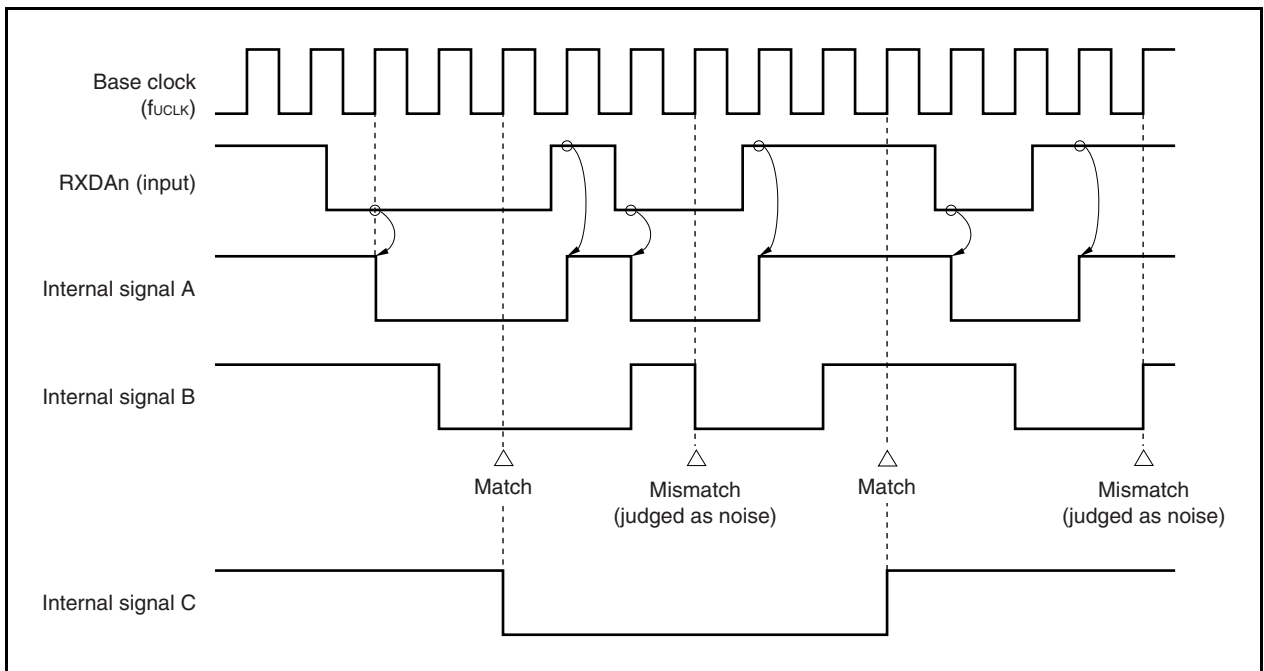 Base clock
(fUCLK)
RXDAn (input)
Internal signal A
Internal signal B
Match
Mismatch
(judged as noise)
Match
Mismatch
(judged as noise)
Internal signal C